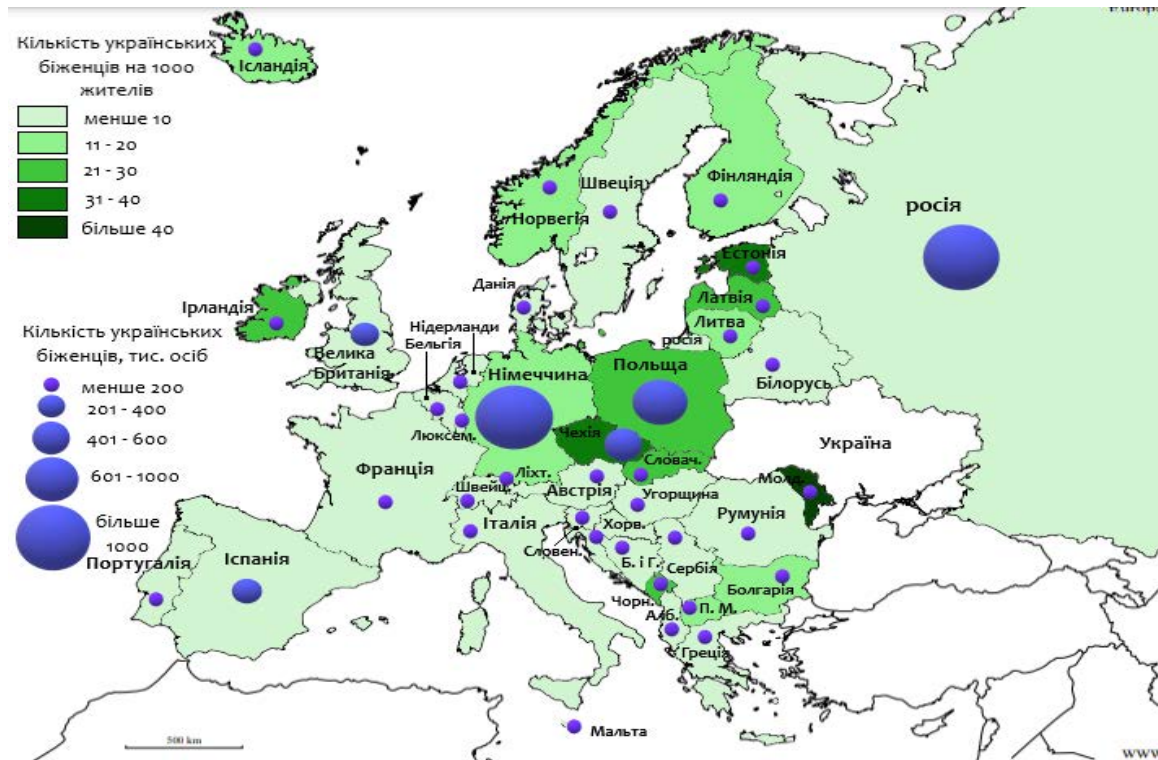 Кількість українських
біженців на 1000
жителів
менше 10
11 - 20
21 - 30
31 - 40
більше 40
Кількість українських
біженців, тис. осіб
менше 200
201 - 400
401 - 600
601 - 1000
більше
1000
Ісландія
Норвегія
Швеція
Фінляндія
росія
Естонія
Латвія
Литва
росія
Білорусь
Данія
Ірландія
Велика
Британія
Нідерланди
Бельгія
Німеччина
Польща
Люксем.
Чехія
Словач.
Україна
Франція
Ліхт.
Швейц.
Австрія
Угорщина
Молд.
Румунія
Італія
Хорв.
Словен.
Б. і Г.
Сербія
Португалія
Іспанія
Чорн.
Болгарія
П. М.
Алб.
Греція
Мальта
500 km
www